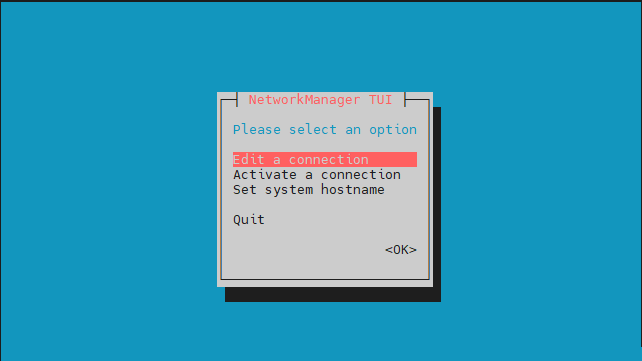 NetworkManager TUI
Please select an option
Edit a connection
Activate a connection
Set system hostname
Quit
<OK>